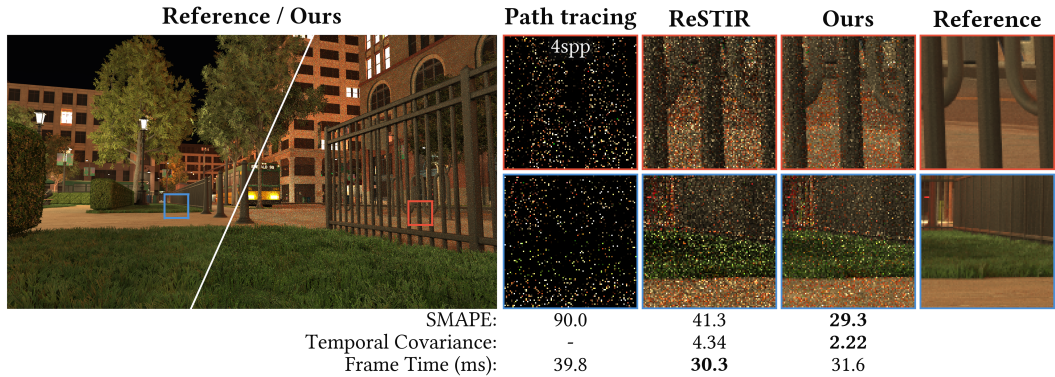 Reference / Ours
Path tracing
ReSTIR
Ours
Reference
4spp
SMAPE: 90.0 41.3 29.3
Temporal Covariance: - 4.34 2.22
Frame Time (ms): 39.8 30.3 31.6